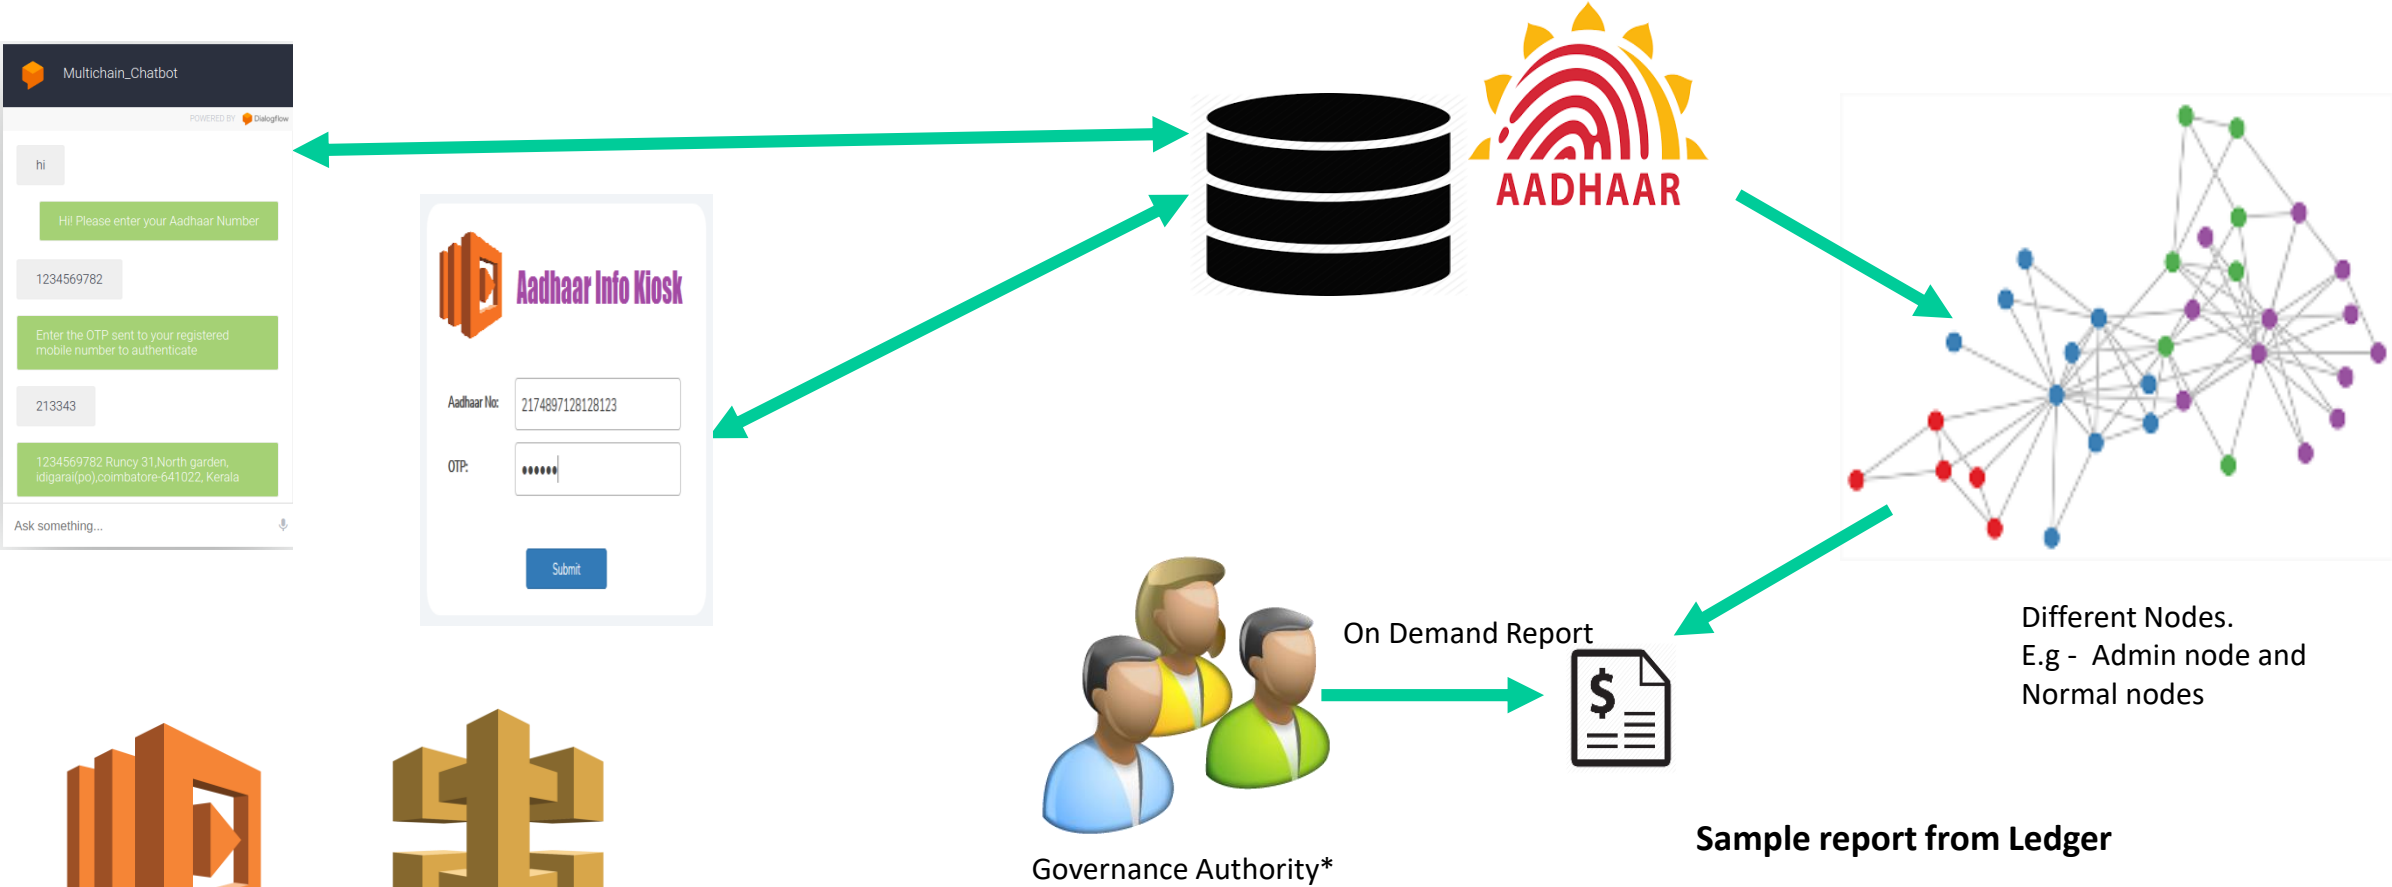 Multichain_Chatbot
POWERED BY Dialogflow
hi
Hi! Please enter your Aadhaar Number
1234569782
Enter the OTP sent to your registered
mobile number to authenticate
213343
1234569782 Runcy 31,North garden,
idigarai(po),coimbatore-641022, Kerala
Ask something...
Aadhaar Info Kiosk
Aadhaar No:
2174897128128123
OTP:
Submit
AADHAAR
On Demand Report
$
Governance Authority*
Different Nodes.
E.g - Admin node and
Normal nodes
Sample report from Ledger